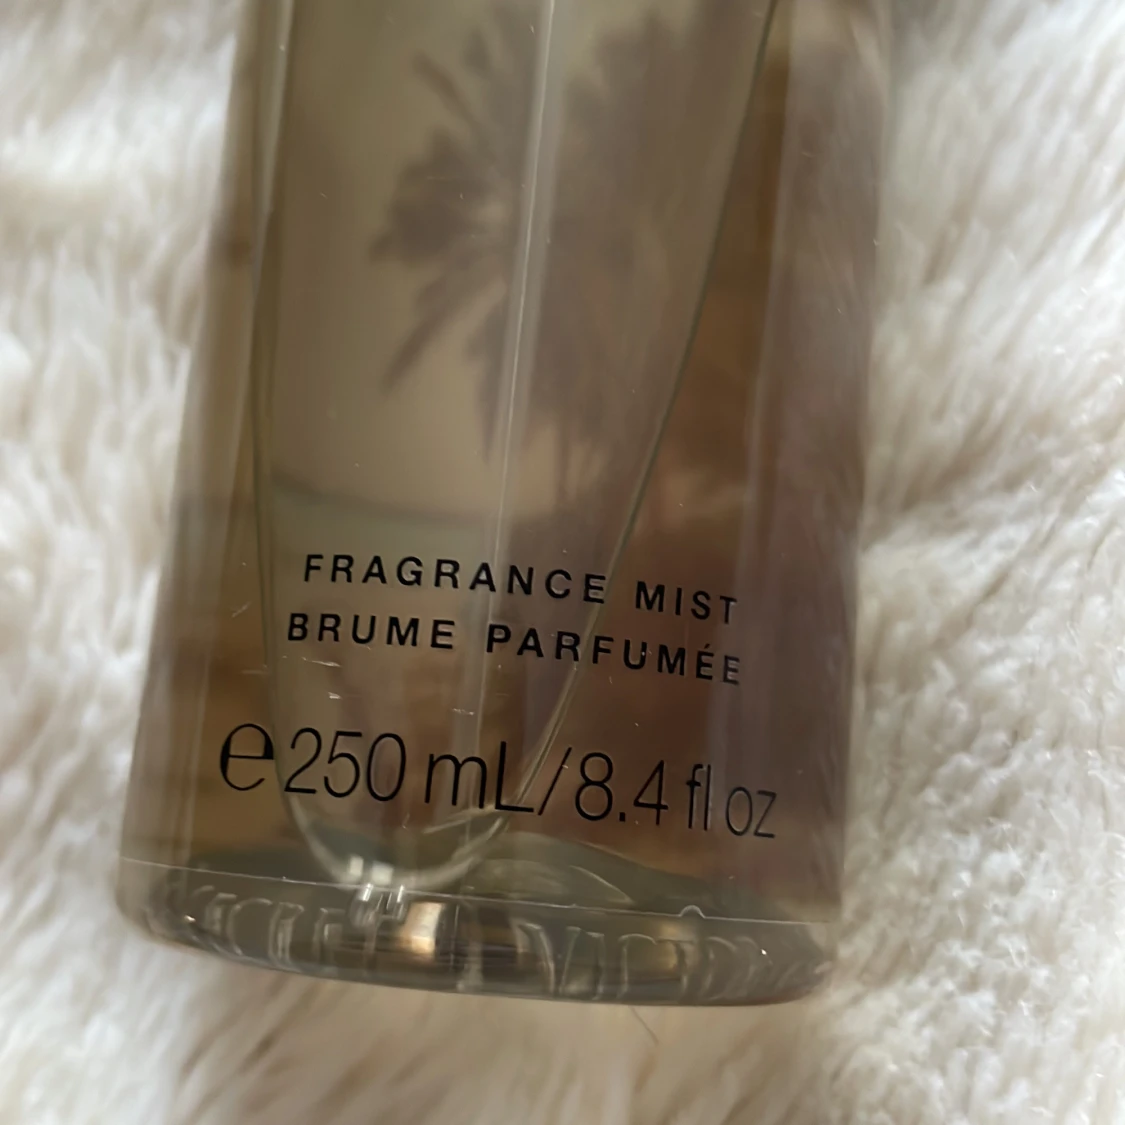 FRAGRANCE MIST
BRUME PARFUMÉE
e 250 mL/8.4 fl oz